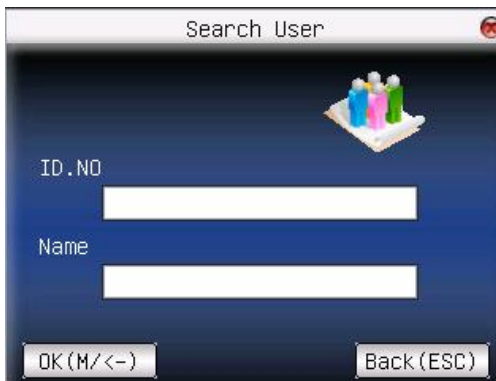 Search User
ID.NO
Name
OK(M/<-)
Back(ESC)